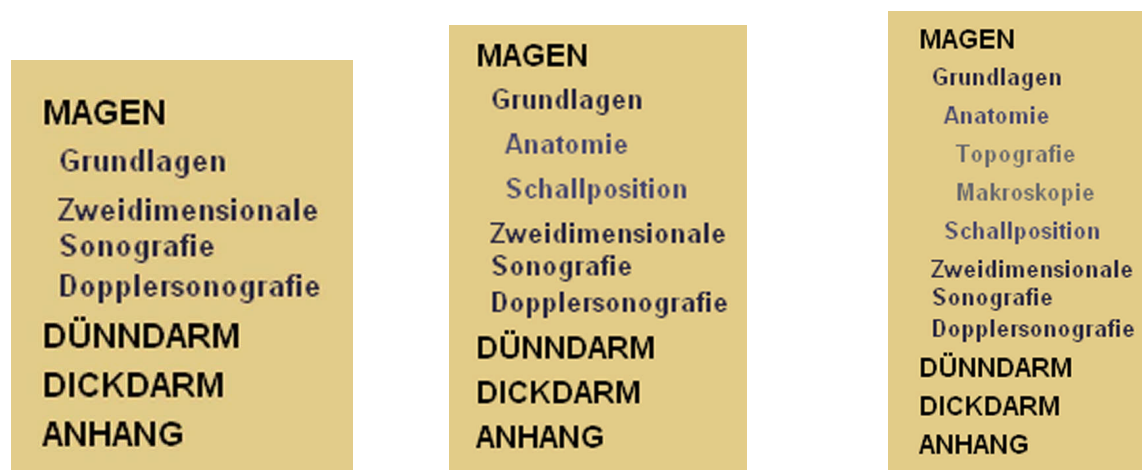 MAGEN
Grundlagen
Zweidimensionale
Sonografie
Dopplersonografie
DÜNNDARM
DICKDARM
ANHANG
MAGEN
Grundlagen
Anatomie
Schallposition
Zweidimensionale
Sonografie
Dopplersonografie
DÜNNDARM
DICKDARM
ANHANG
MAGEN
Grundlagen
Anatomie
Topografie
Makroskopie
Schallposition
Zweidimensionale
Sonografie
Dopplersonografie
DÜNNDARM
DICKDARM
ANHANG